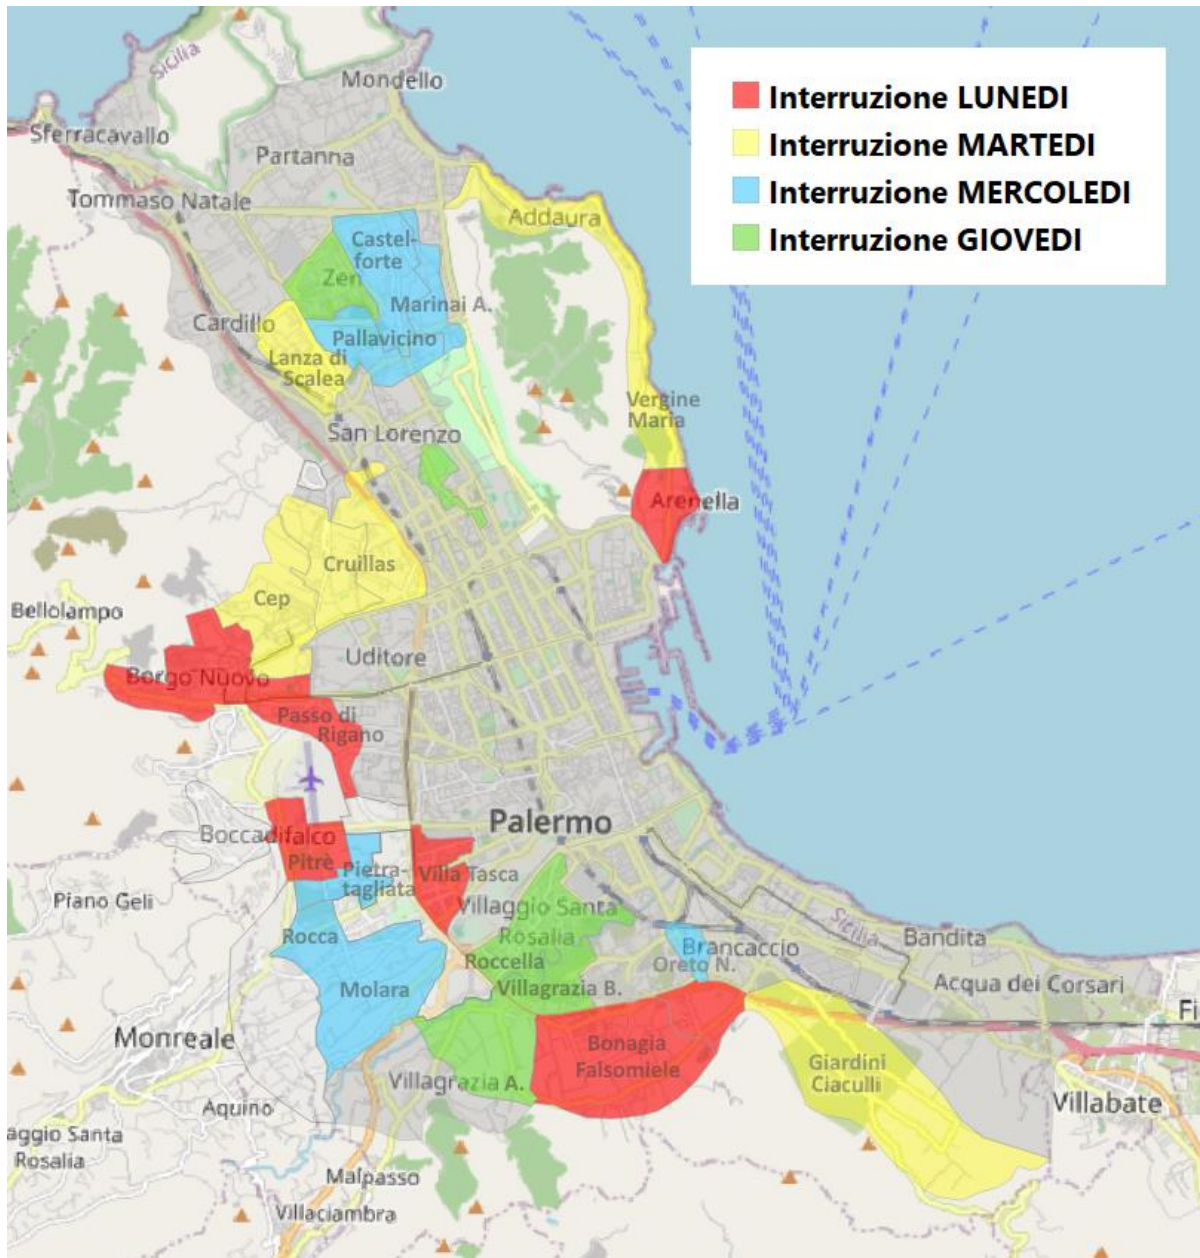 Sicilia
Mondello
Sferracavallo
Partanna
Tommaso Natale
Addaura
Interruzione LUNEDI
Interruzione MARTEDI
Interruzione MERCOLEDI
Interruzione GIOVEDI
Castel-
forte
Zen
Marinai A.
Cardillo
Pallavicino
Lanza di
Scalea
Vergine
Maria
San Lorenzo
Arenella
Cruillas
Cep
Bellolampo
Uditore
Borgo Nuovo
Passo di
Rigano
Palermo
Boccadifalco
Pitrè
Pietra-
tagliata
Villa Tasca
Piano Geli
Villaggio Santa
Rosalia
Rocca
Roccella
Brancaccio
Oreto N.
Sicilia
Bandita
Acqua dei Corsari
Molara
Villagrazia B.
Fi
Monreale
Bonagia
Falsomiele
Giardini
Ciaculli
Villagrazia A.
Aquino
Villabate
aggio Santa
Rosalia
Malpasso
Villaciambra